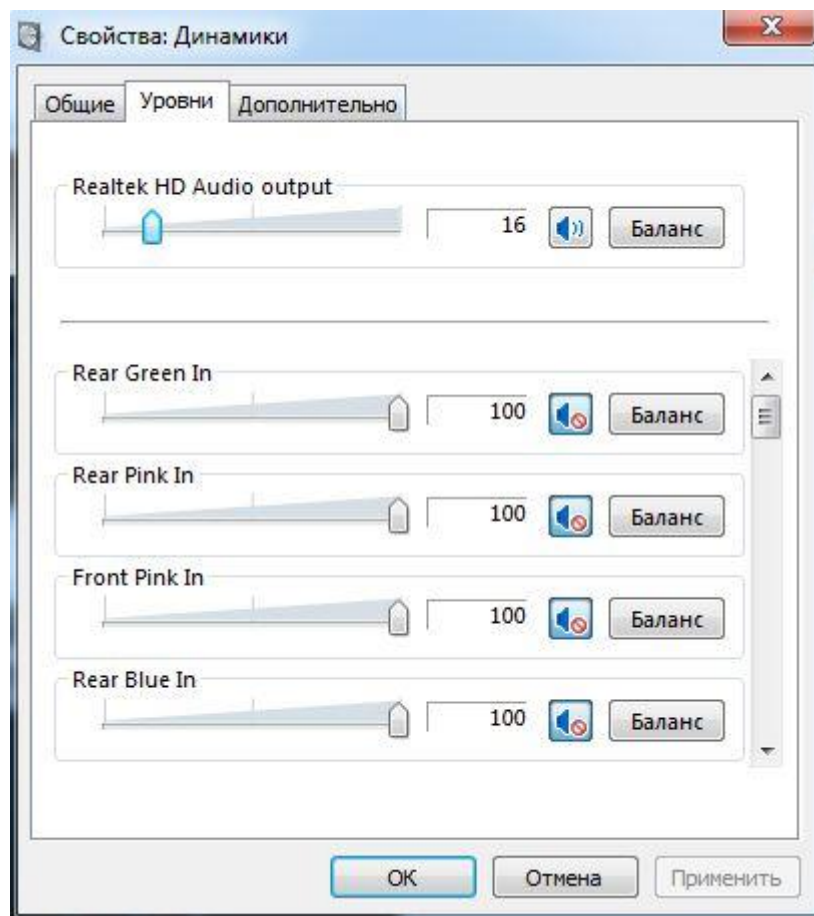 Свойства: Динамики
Общие Уровни Дополнительно
Realtek HD Audio output
16 Баланс
Rear Green In
100 Баланс
Rear Pink In
100 Баланс
Front Pink In
100 Баланс
Rear Blue In
100 Баланс
ОК Отмена Применить